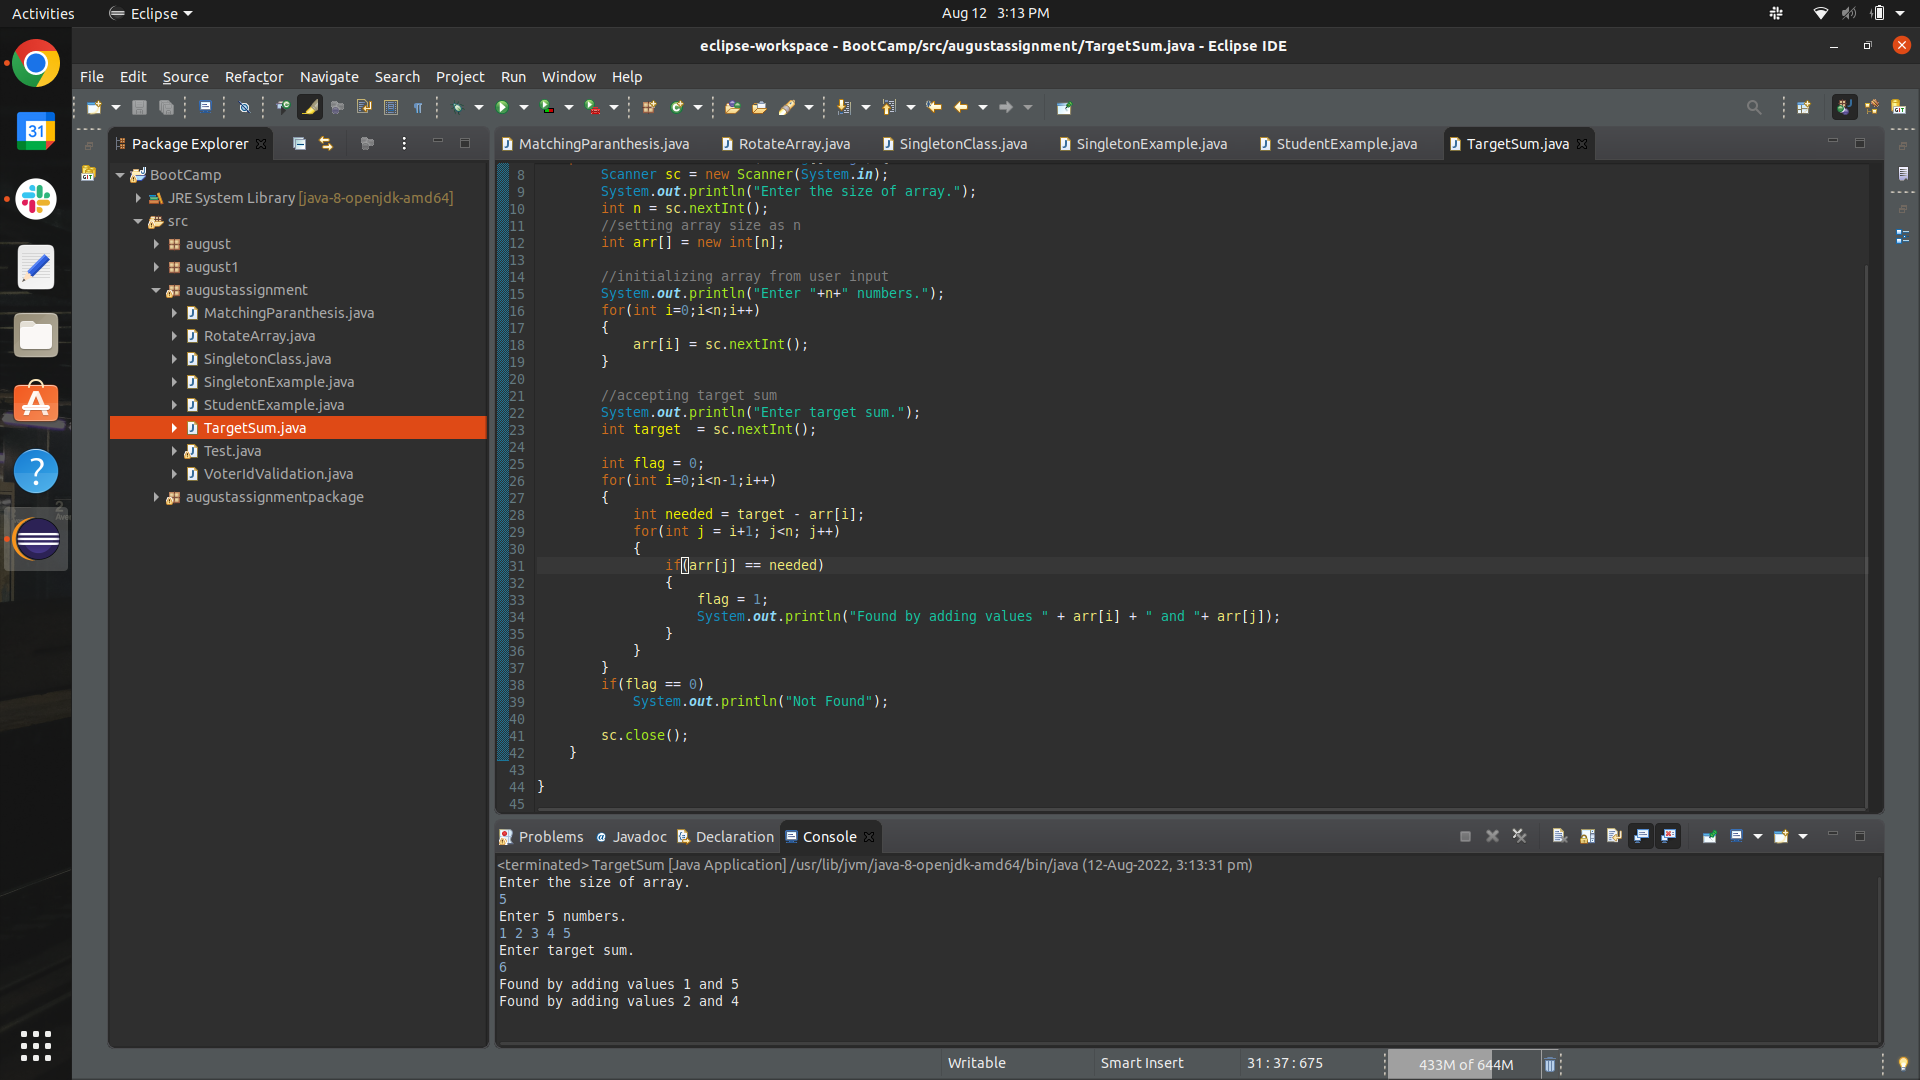 Activities Eclipse Aug 12 3:13 PM
eclipse-workspace - BootCamp/src/augustassignment/TargetSum.java - Eclipse IDE
File Edit Source Refactor Navigate Search Project Run Window Help
31
Package Explorer
BootCamp
JRE System Library [java-8-openjdk-amd64]
src
august
august1
augustassignment
MatchingParanthesis.java
RotateArray.java
SingletonClass.java
SingletonExample.java
StudentExample.java
TargetSum.java
Test.java
VoterIdValidation.java
augustassignmentpackage
MatchingParanthesis.java RotateArray.java SingletonClass.java SingletonExample.java StudentExample.java TargetSum.java
8 Scanner sc = new Scanner(System.in);
9 System.out.println("Enter the size of array.");
10 int n = sc.nextInt();
11 //setting array size as n
12 int arr[] = new int[n];
13
14 //initializing array from user input
15 System.out.println("Enter "+n+" numbers.");
16 for(int i=0;i<n;i++)
17 {
18 arr[i] = sc.nextInt();
19 }
20
21 //accepting target sum
22 System.out.println("Enter target sum.");
23 int target  = sc.nextInt();
24
25 int flag = 0;
26 for(int i=0;i<n-1;i++)
27 {
28 int needed = target - arr[i];
29 for(int j = i+1; j<n; j++)
30 {
31 if(arr[j] == needed)
32 {
33 flag = 1;
34 System.out.println("Found by adding values " + arr[i] + " and "+ arr[j]);
35 }
36 }
37 }
38 if(flag == 0)
39 System.out.println("Not Found");
40
41 sc.close();
42 }
43
44 }
45
Problems Javadoc Declaration Console
<terminated> TargetSum [Java Application] /usr/lib/jvm/java-8-openjdk-amd64/bin/java (12-Aug-2022, 3:13:31 pm)
Enter the size of array.
5
Enter 5 numbers.
1 2 3 4 5
Enter target sum.
6
Found by adding values 1 and 5
Found by adding values 2 and 4
Writable Smart Insert 31 : 37 : 675 433M of 644M